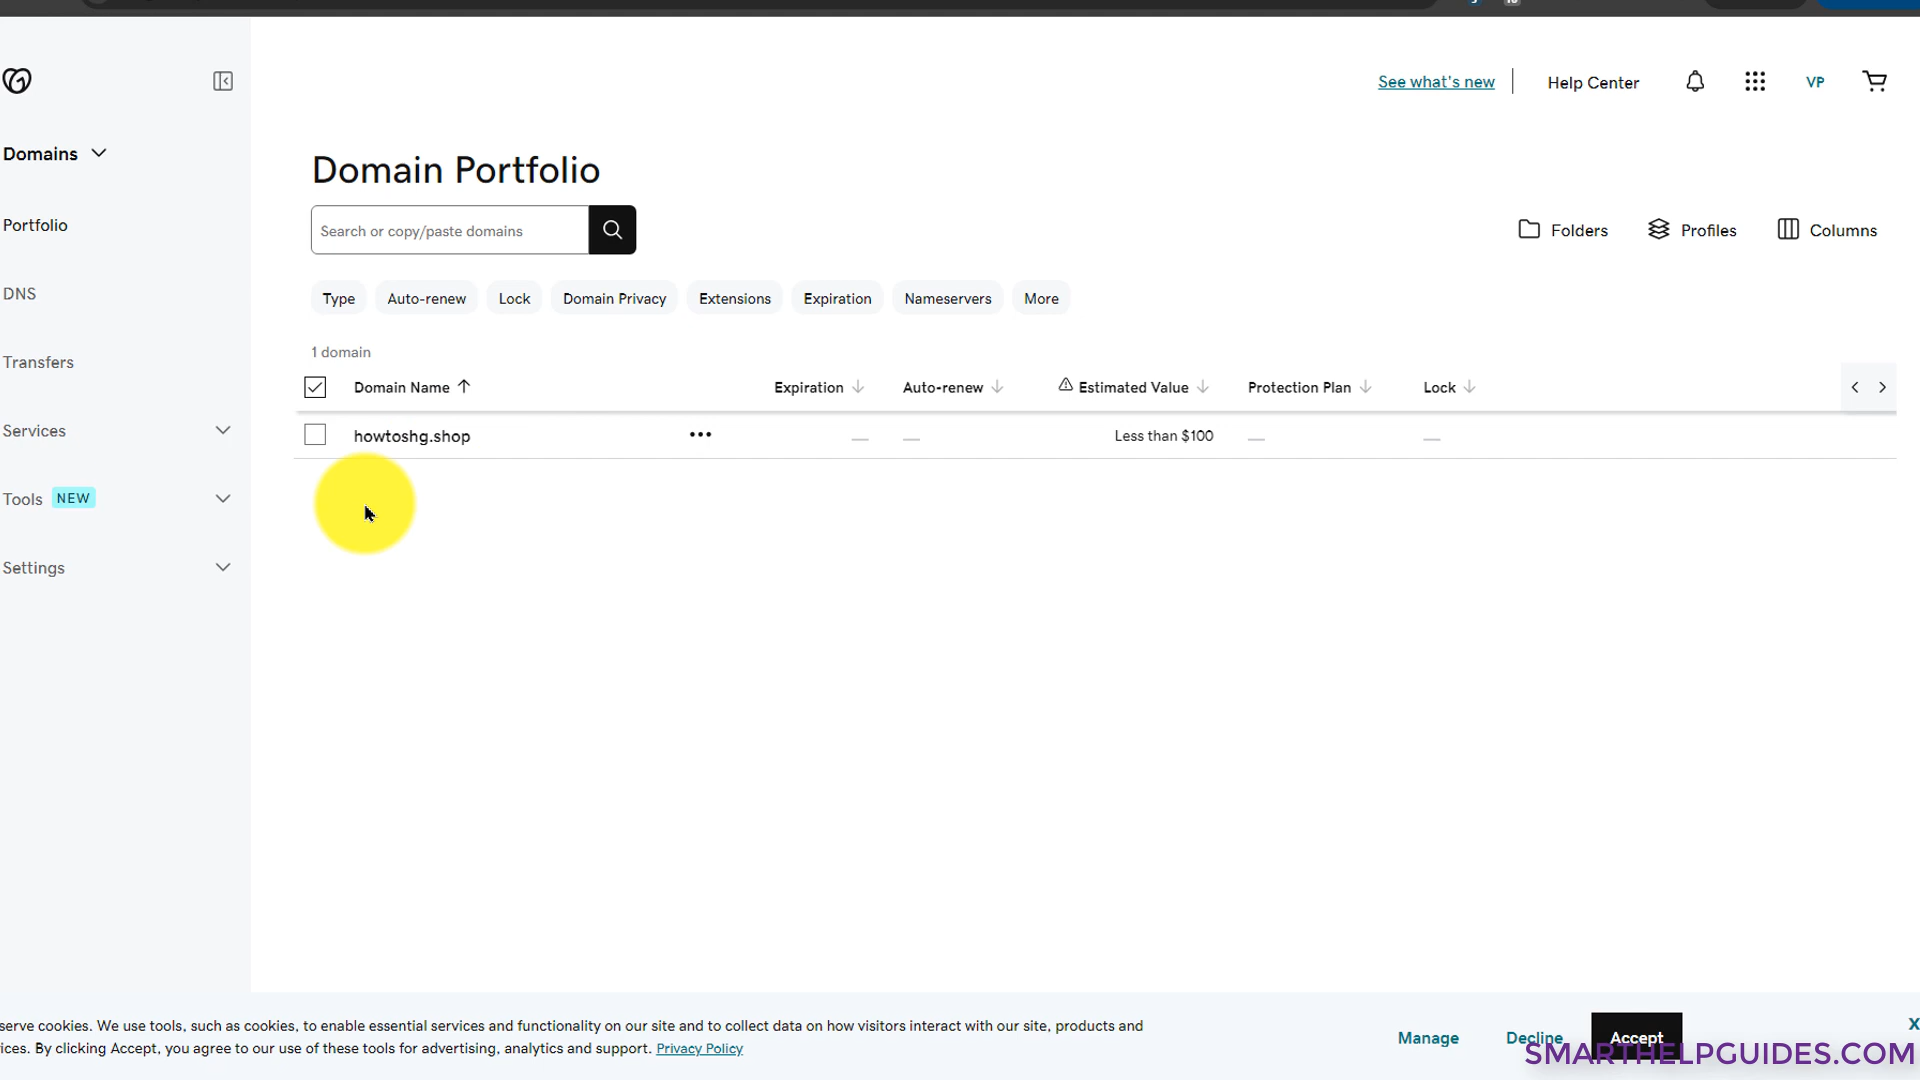 See what's new
Help Center
VP
Domains
Domain Portfolio
Portfolio
Search or copy/paste domains
Folders
Profiles
Columns
DNS
Type
Auto-renew
Lock
Domain Privacy
Extensions
Expiration
Nameservers
More
1 domain
Transfers
Domain Name
Expiration
Auto-renew
Estimated Value
Protection Plan
Lock
Services
howtoshg.shop
Less than $100
Tools NEW
Settings
serve cookies. We use tools, such as cookies, to enable essential services and functionality on our site and to collect data on how visitors interact with our site, products and
ices. By clicking Accept, you agree to our use of these tools for advertising, analytics and support. Privacy Policy
Manage
Decline
Accept
X
SMARTHELPGUIDES.COM